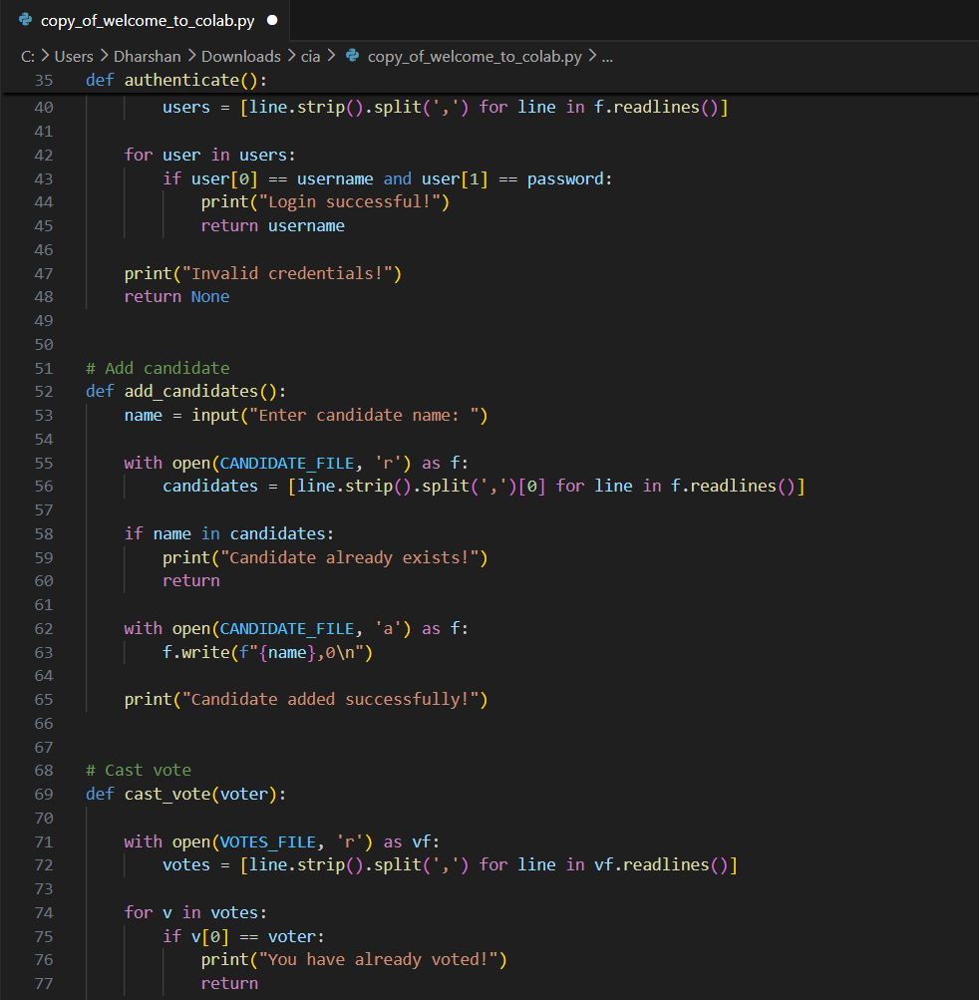 copy_of_welcome_to_colab.py ●
C: > Users > Dharshan > Downloads > cia > copy_of_welcome_to_colab.py > ...
35 def authenticate():
40         users = [line.strip().split(',') for line in f.readlines()]
41
42     for user in users:
43         if user[0] == username and user[1] == password:
44             print("Login successful!")
45             return username
46
47     print("Invalid credentials!")
48     return None
49
50
51 # Add candidate
52 def add_candidates():
53     name = input("Enter candidate name: ")
54
55     with open(CANDIDATE_FILE, 'r') as f:
56         candidates = [line.strip().split(',')[0] for line in f.readlines()]
57
58     if name in candidates:
59         print("Candidate already exists!")
60         return
61
62     with open(CANDIDATE_FILE, 'a') as f:
63         f.write(f"{name},0\n")
64
65     print("Candidate added successfully!")
66
67
68 # Cast vote
69 def cast_vote(voter):
70
71     with open(VOTES_FILE, 'r') as vf:
72         votes = [line.strip().split(',') for line in vf.readlines()]
73
74     for v in votes:
75         if v[0] == voter:
76             print("You have already voted!")
77             return